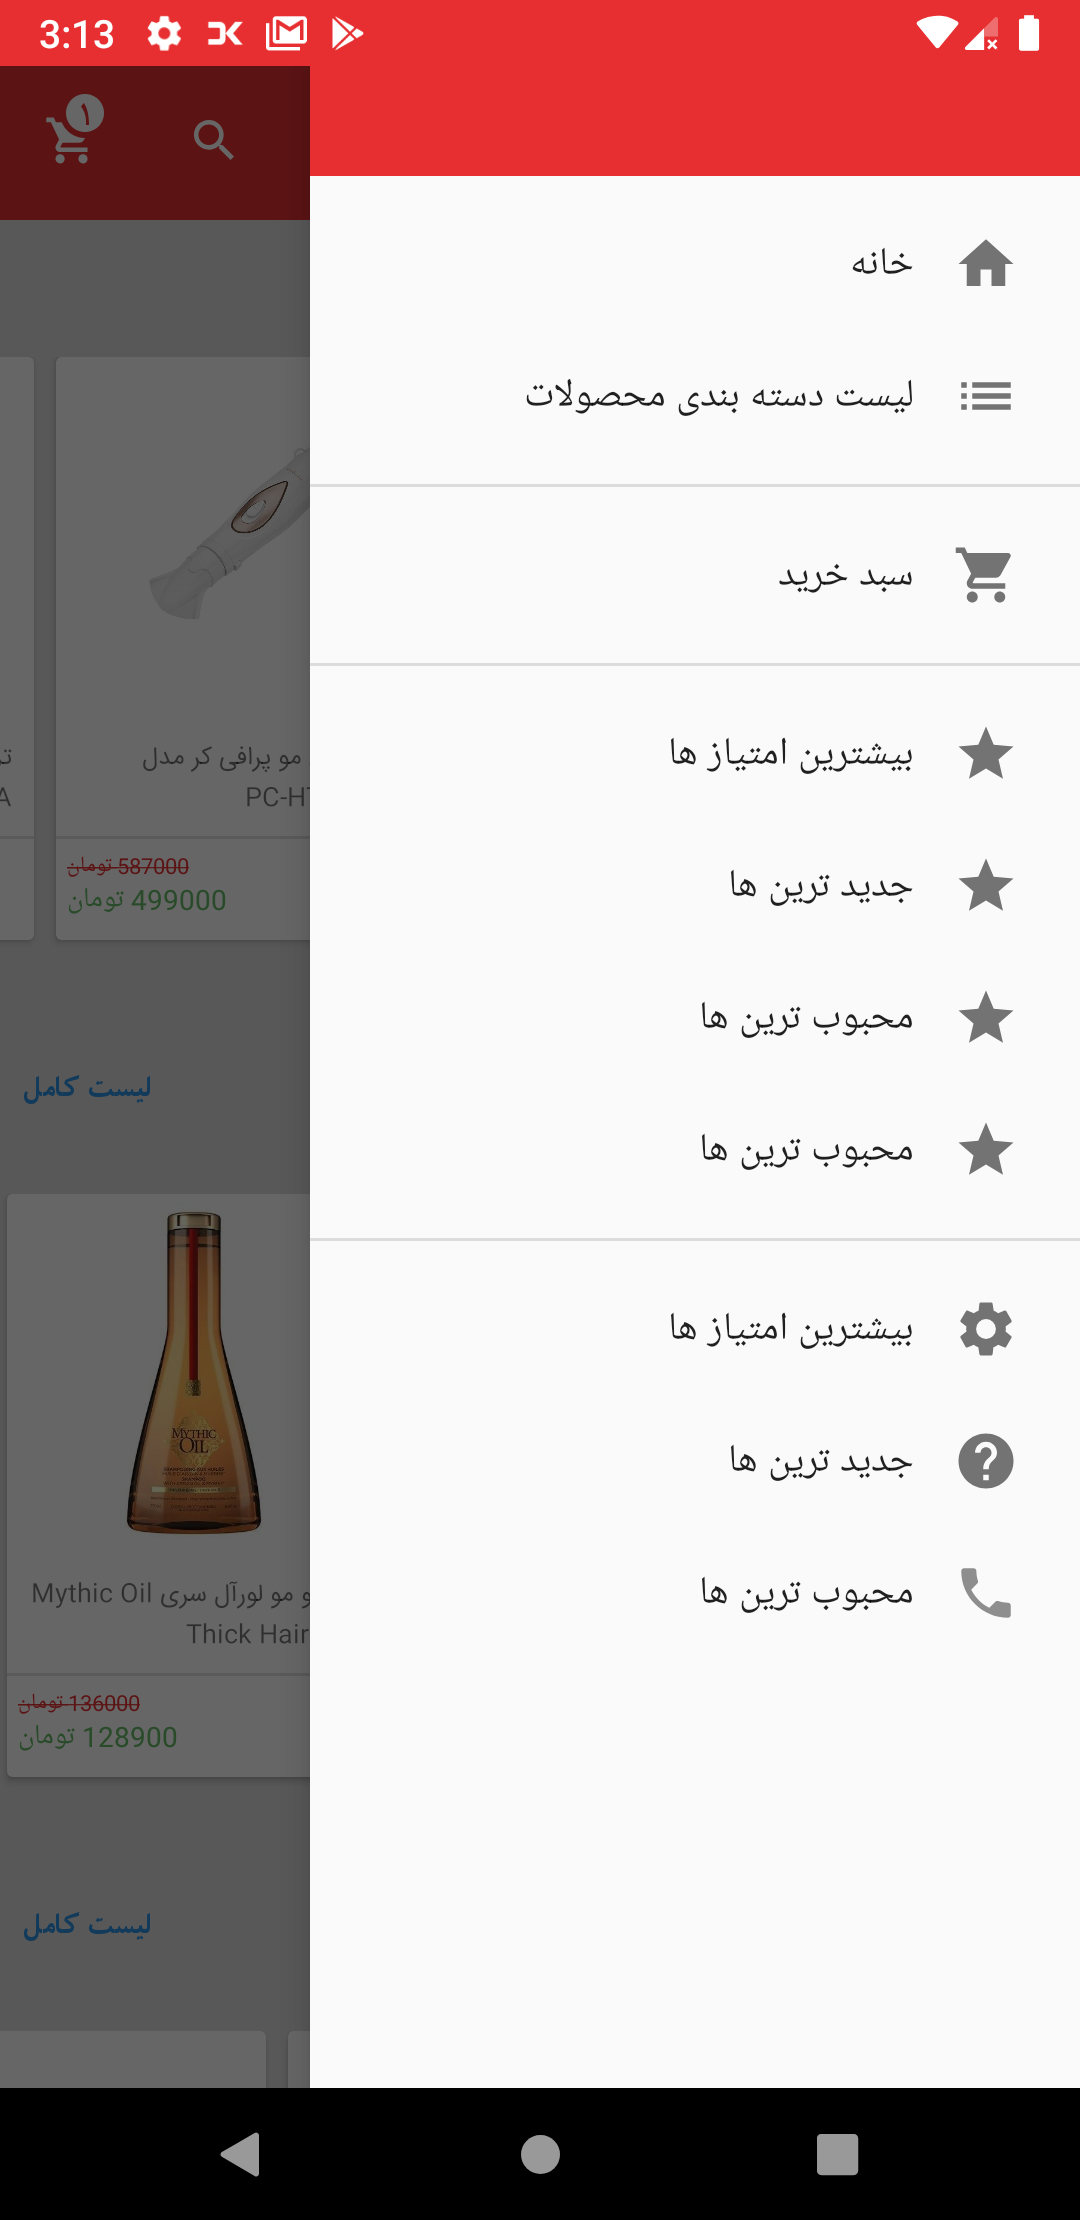 3:13
۱
خانه
لیست دسته بندی محصولات
سبد خرید
بیشترین امتیاز ها
جدید ترین ها
محبوب ترین ها
محبوب ترین ها
بیشترین امتیاز ها
جدید ترین ها
محبوب ترین ها
مو پرافی کر مدل
PC-H
A
587000 تومان
499000 تومان
لیست کامل
MYTHIC
OIL
مو لورآل سری Mythic Oil
Thick Hair
136000 تومان
128900 تومان
لیست کامل